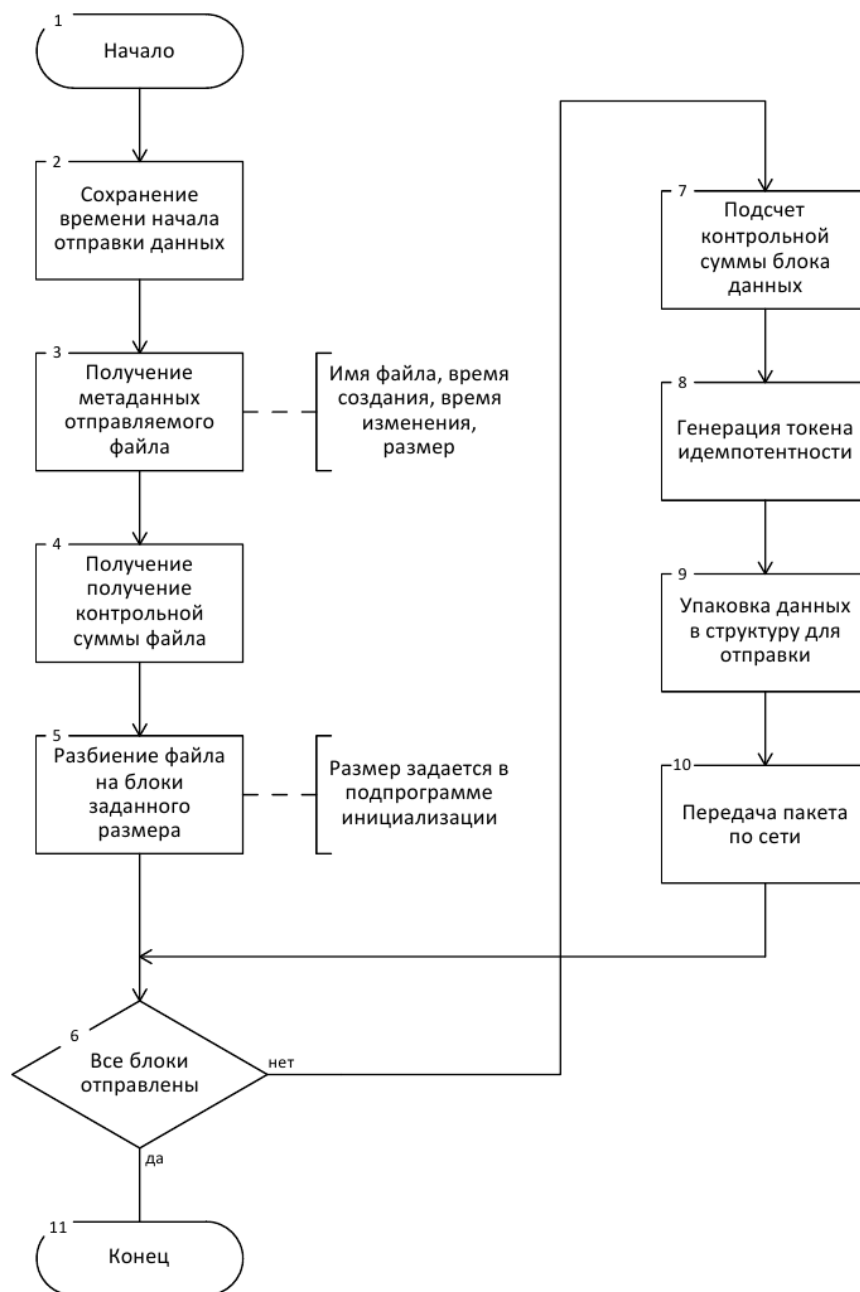 1
Начало
2
Сохранение
времени начала
отправки данных
3
Получение
метаданных
отправляемого
файла
Имя файла, время
создания, время
изменения,
размер
4
Получение
получение
контрольной
суммы файла
5
Разбиение файла
на блоки
заданного
размера
Размер задается в
подпрограмме
инициализации
6
Все блоки
отправлены
нет
да
7
Подсчет
контрольной
суммы блока
данных
8
Генерация токена
идемпотентности
9
Упаковка данных
в структуру для
отправки
10
Передача пакета
по сети
11
Конец